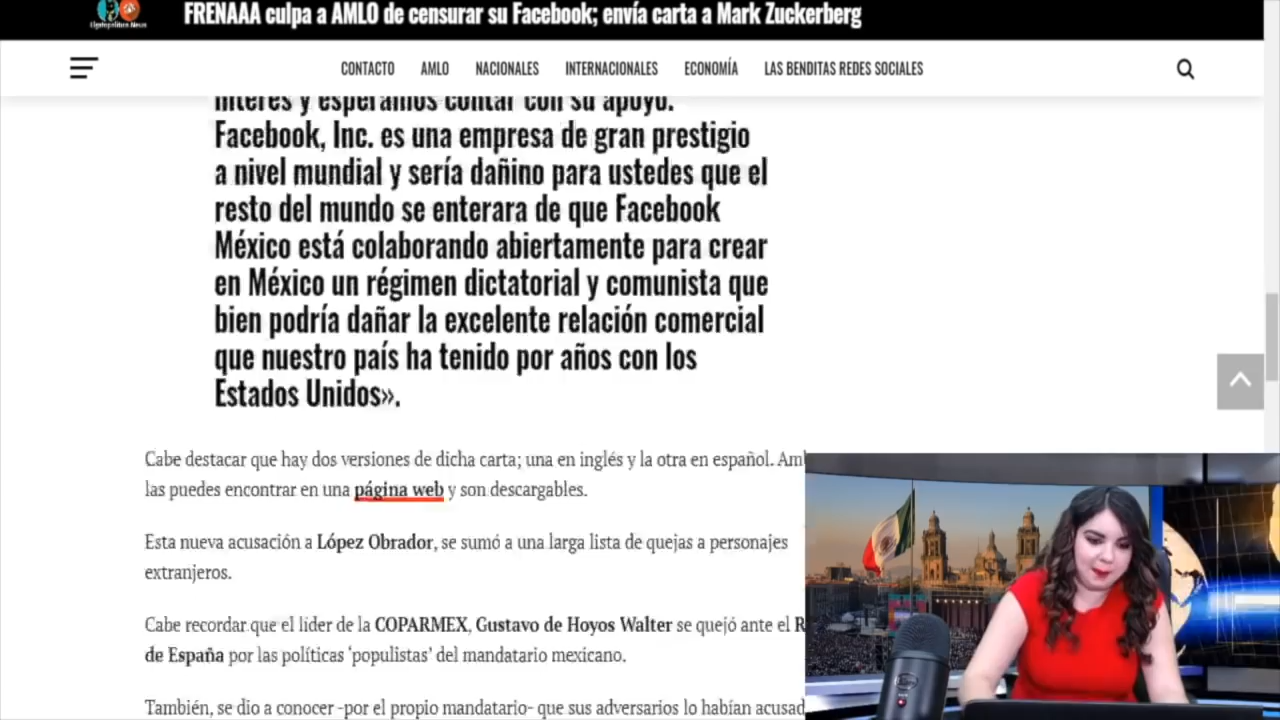 FRENAAA culpa a AMLO de censurar su Facebook; envía carta a Mark Zuckerberg
CONTACTO AMLO NACIONALES INTERNACIONALES ECONOMÍA LAS BENDITAS REDES SOCIALES
interés y esperamos contar con su apoyo.
Facebook, Inc. es una empresa de gran prestigio
a nivel mundial y sería dañino para ustedes que el
resto del mundo se enterara de que Facebook
México está colaborando abiertamente para crear
en México un régimen dictatorial y comunista que
bien podría dañar la excelente relación comercial
que nuestro país ha tenido por años con los
Estados Unidos».
Cabe destacar que hay dos versiones de dicha carta; una en inglés y la otra en español. Am
las puedes encontrar en una página web y son descargables.
Esta nueva acusación a López Obrador, se sumó a una larga lista de quejas a personajes
extranjeros.
Cabe recordar que el líder de la COPARMEX, Gustavo de Hoyos Walter se quejó ante el R
de España por las políticas ‘populistas’ del mandatario mexicano.
También, se dio a conocer -por el propio mandatario- que sus adversarios lo habían acusad